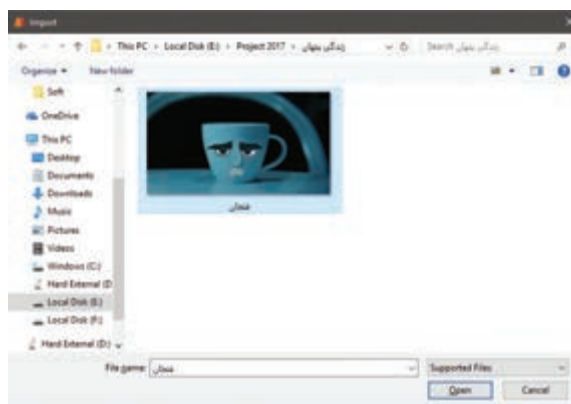 Import
This PC > Local Disk (E:) > Project 2017 > زندگی پنهان
Search زندگی پنهان
Organize
New folder
Soft
OneDrive
This PC
Desktop
Documents
Downloads
Music
Pictures
Videos
Windows (C:)
Hard External (D
Local Disk (E:)
Local Disk (F:)
Hard External (D:)
فنجان
File name: فنجان
Supported Files
Open
Cancel